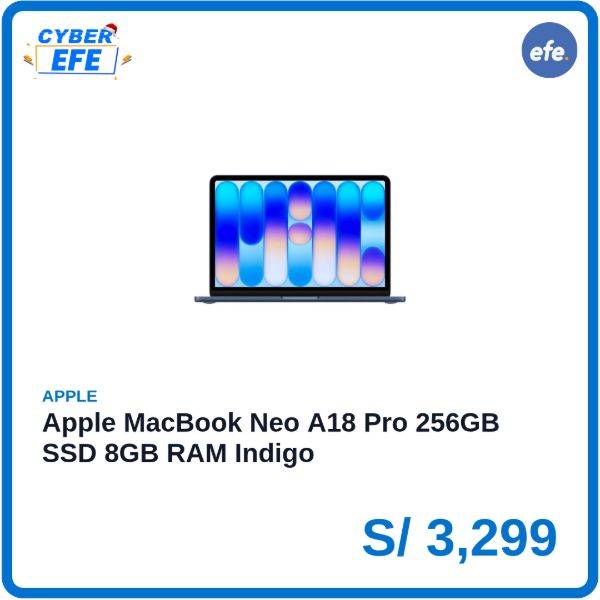 CYBER
EFE
efe.
APPLE
Apple MacBook Neo A18 Pro 256GB
SSD 8GB RAM Indigo
S/ 3,299